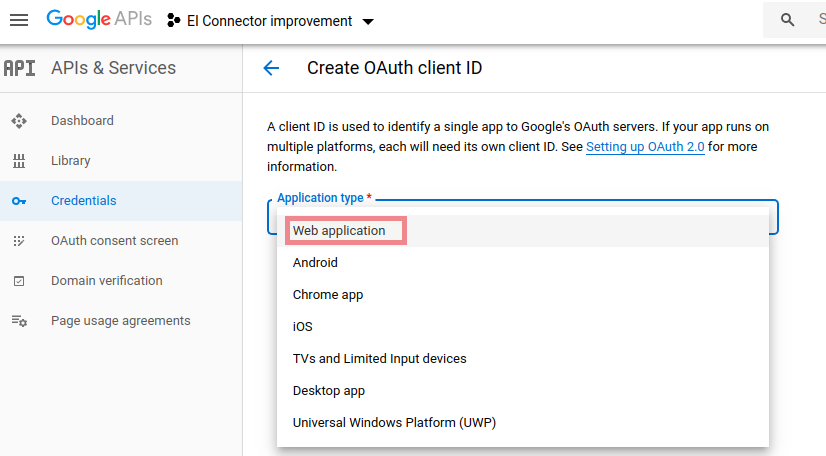 Google APIs EI Connector improvement S
API APIs & Services
Create OAuth client ID
Dashboard
Library
Credentials
OAuth consent screen
Domain verification
Page usage agreements
A client ID is used to identify a single app to Google's OAuth servers. If your app runs on
multiple platforms, each will need its own client ID. See Setting up OAuth 2.0 for more
information.
Application type *
Web application
Android
Chrome app
iOS
TVs and Limited Input devices
Desktop app
Universal Windows Platform (UWP)